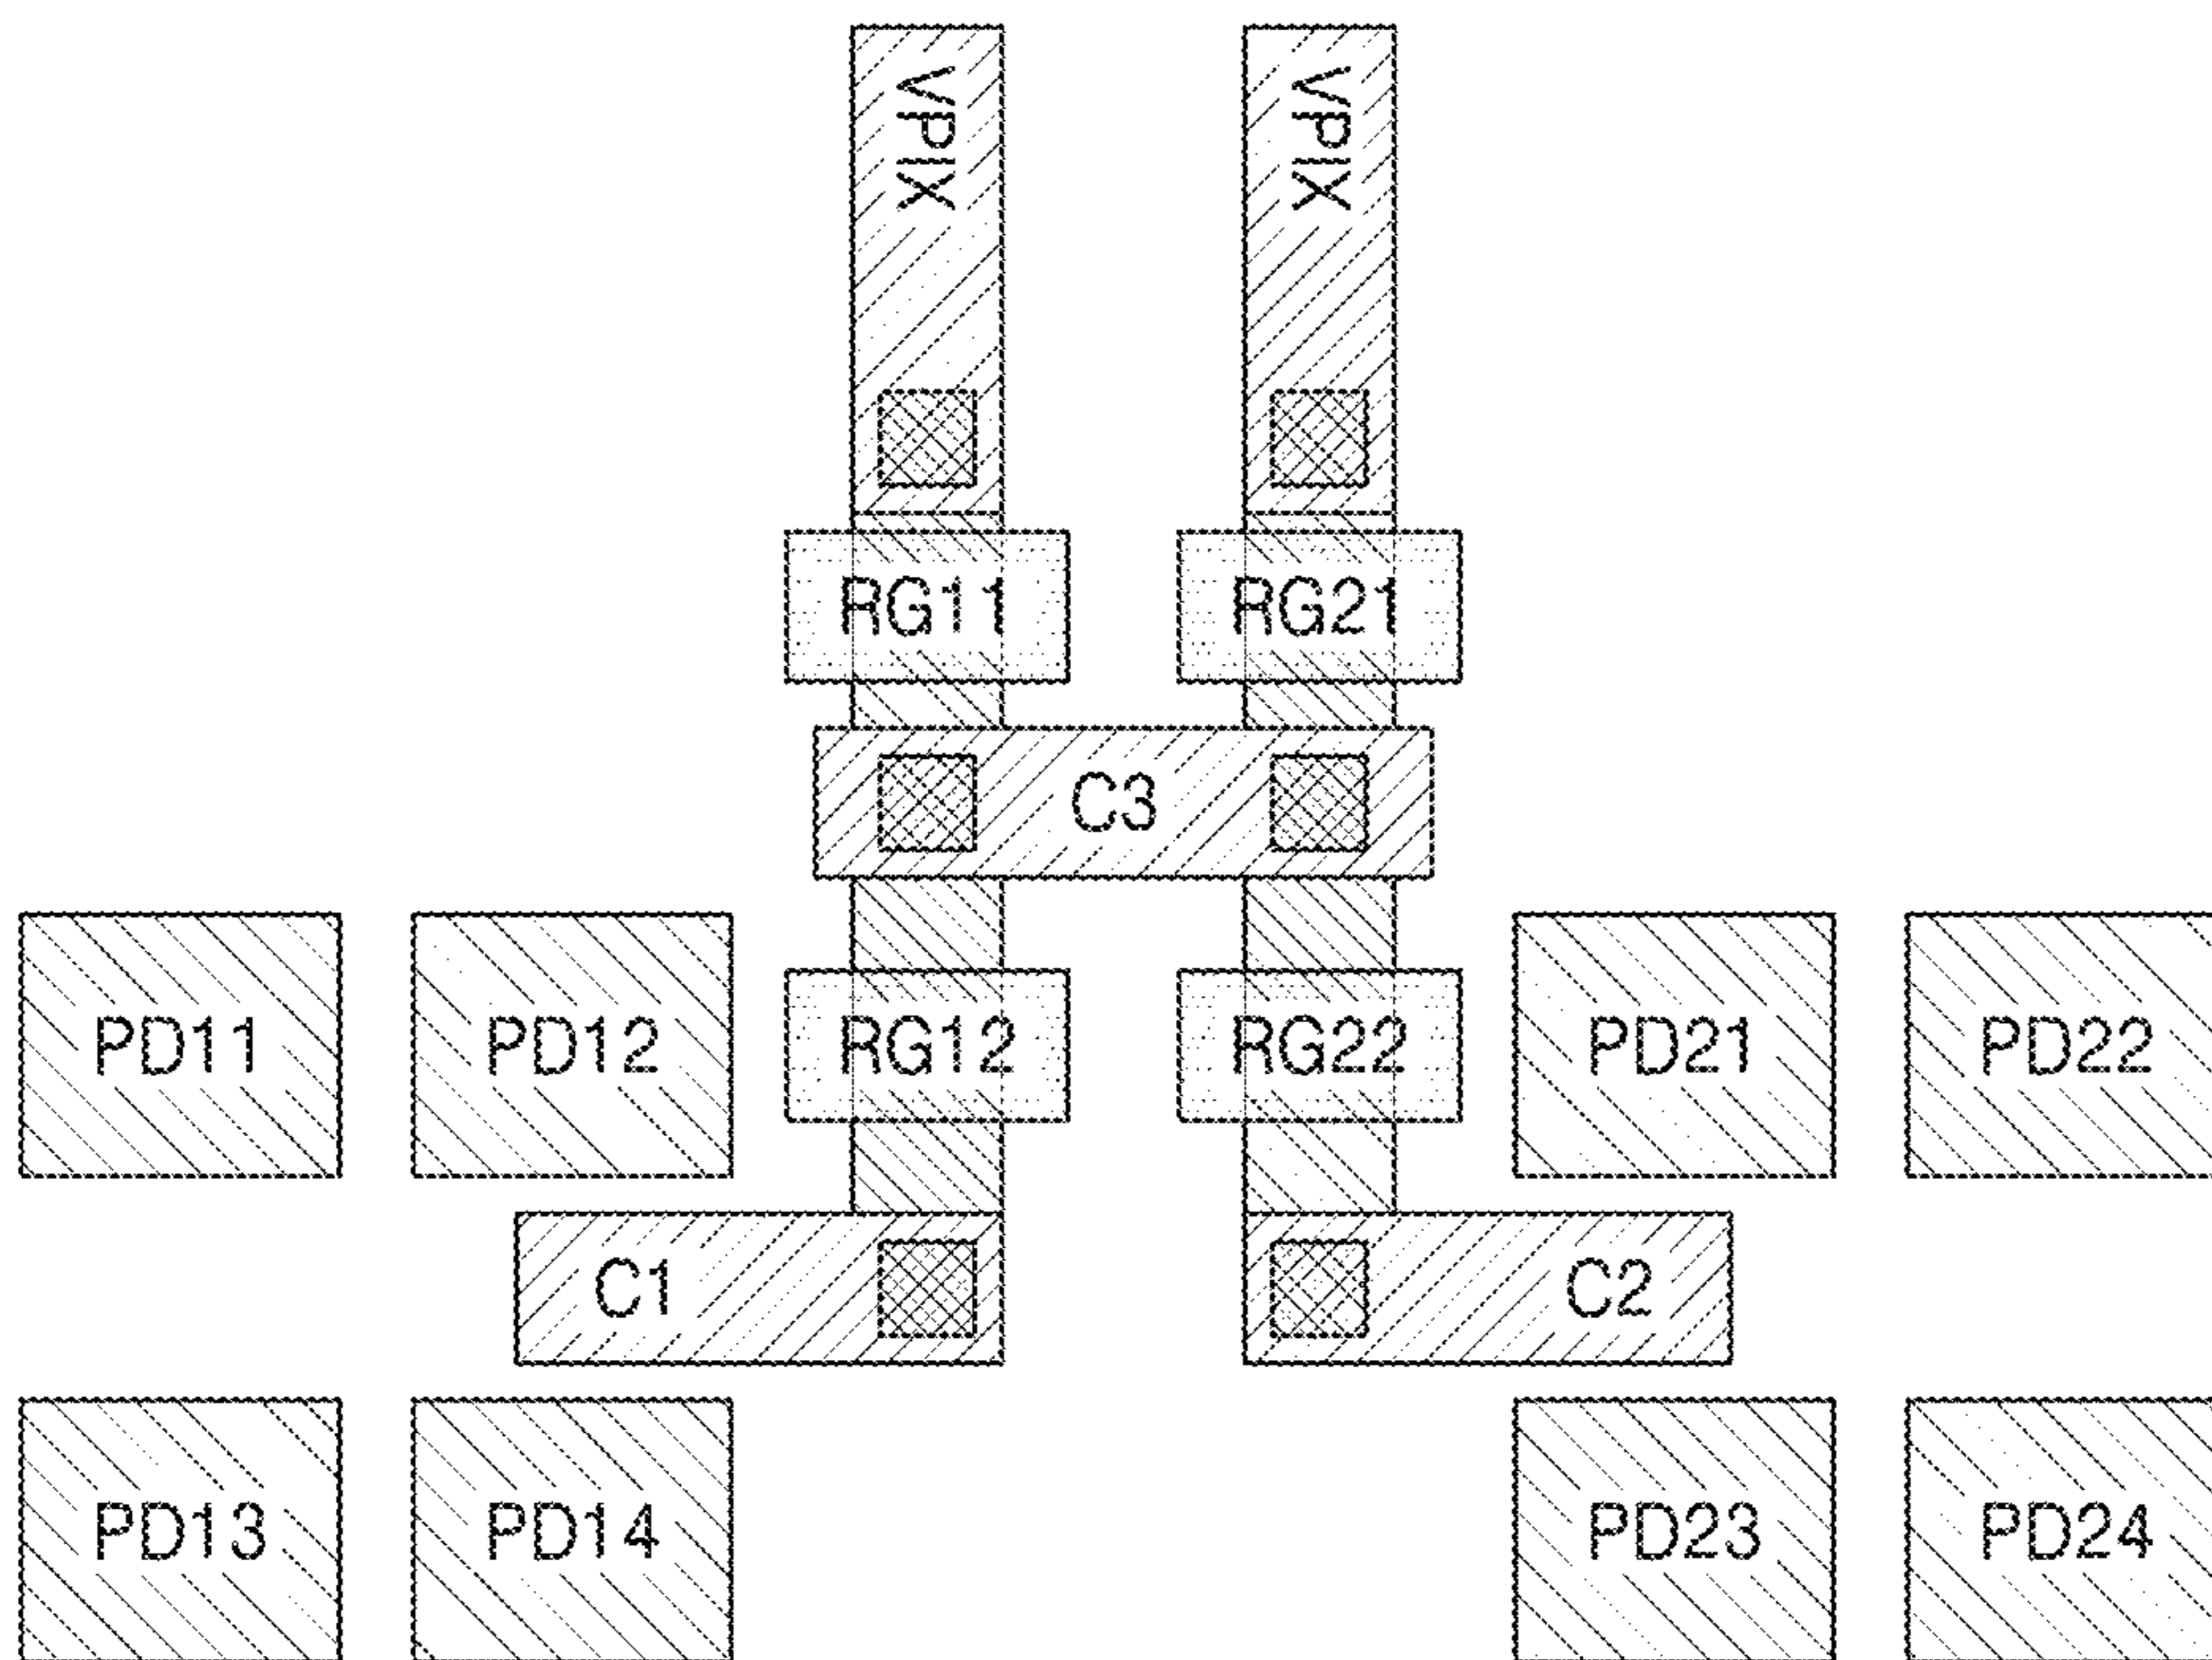 VPIX VPIX
RG11 RG21
C3
PD11 PD12 RG12 RG22 PD21 PD22
C1 C2
PD13 PD14 PD23 PD24